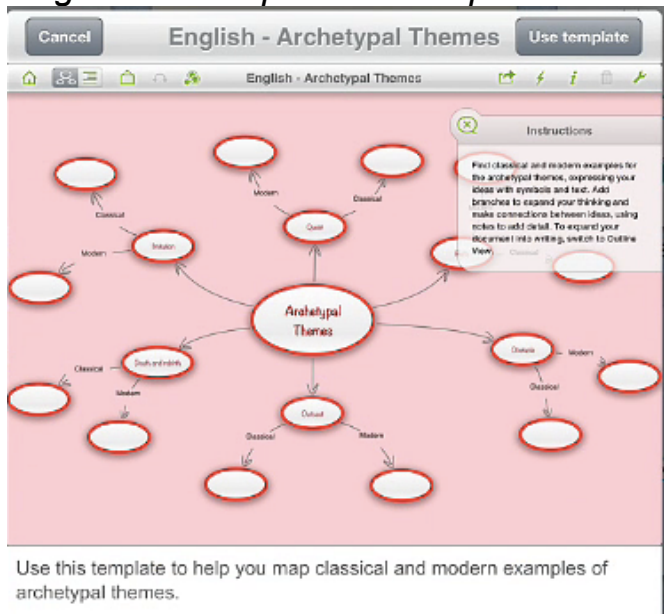 Cancel
English - Archetypal Themes
Use template
English - Archetypal Themes
Instructions
Find classical and modern examples for
the archetypal themes, expressing your
ideas with symbols and text. Add
branches to expand your thinking and
make connections between ideas, using
notes to add detail. To expand your
document into writing, switch to Outline
View.
Modern
Classical
Classical
Quest
Modern
Initiation
Classical
Archetypal
Themes
Death and rebirth
Classical
Modern
Obstacle
Modern
Classical
Outcast
Classical
Modern
Use this template to help you map classical and modern examples of
archetypal themes.